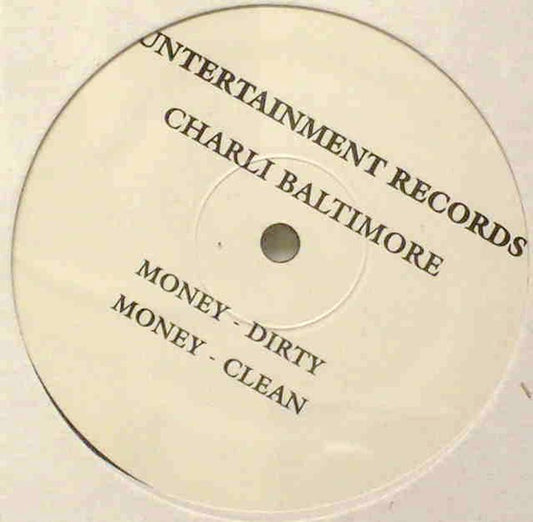 UNTERTAINMENT RECORDS
CHARLI BALTIMORE
MONEY - DIRTY
MONEY - CLEAN